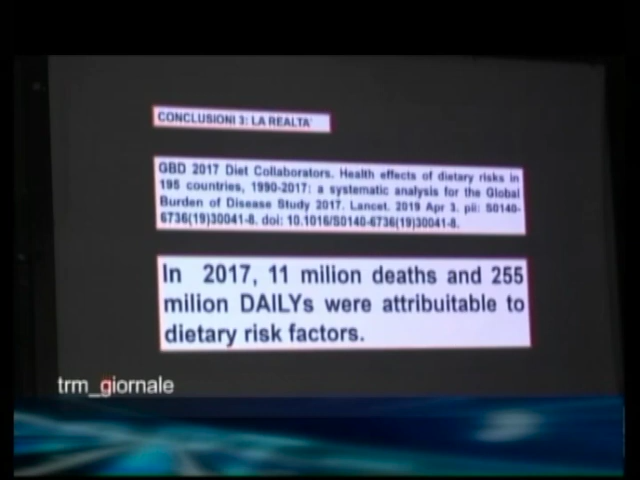 CONCLUSIONI 3: LA REALTA'
GBD 2017 Diet Collaborators. Health effects of dietary risks in
195 countries, 1990-2017: a systematic analysis for the Global
Burden of Disease Study 2017. Lancet. 2019 Apr 3. pii: S0140-
6736(19)30041-8. doi: 10.1016/S0140-6736(19)30041-8.
In 2017, 11 milion deaths and 255
milion DAILYs were attribuitable to
dietary risk factors.
trm_giornale